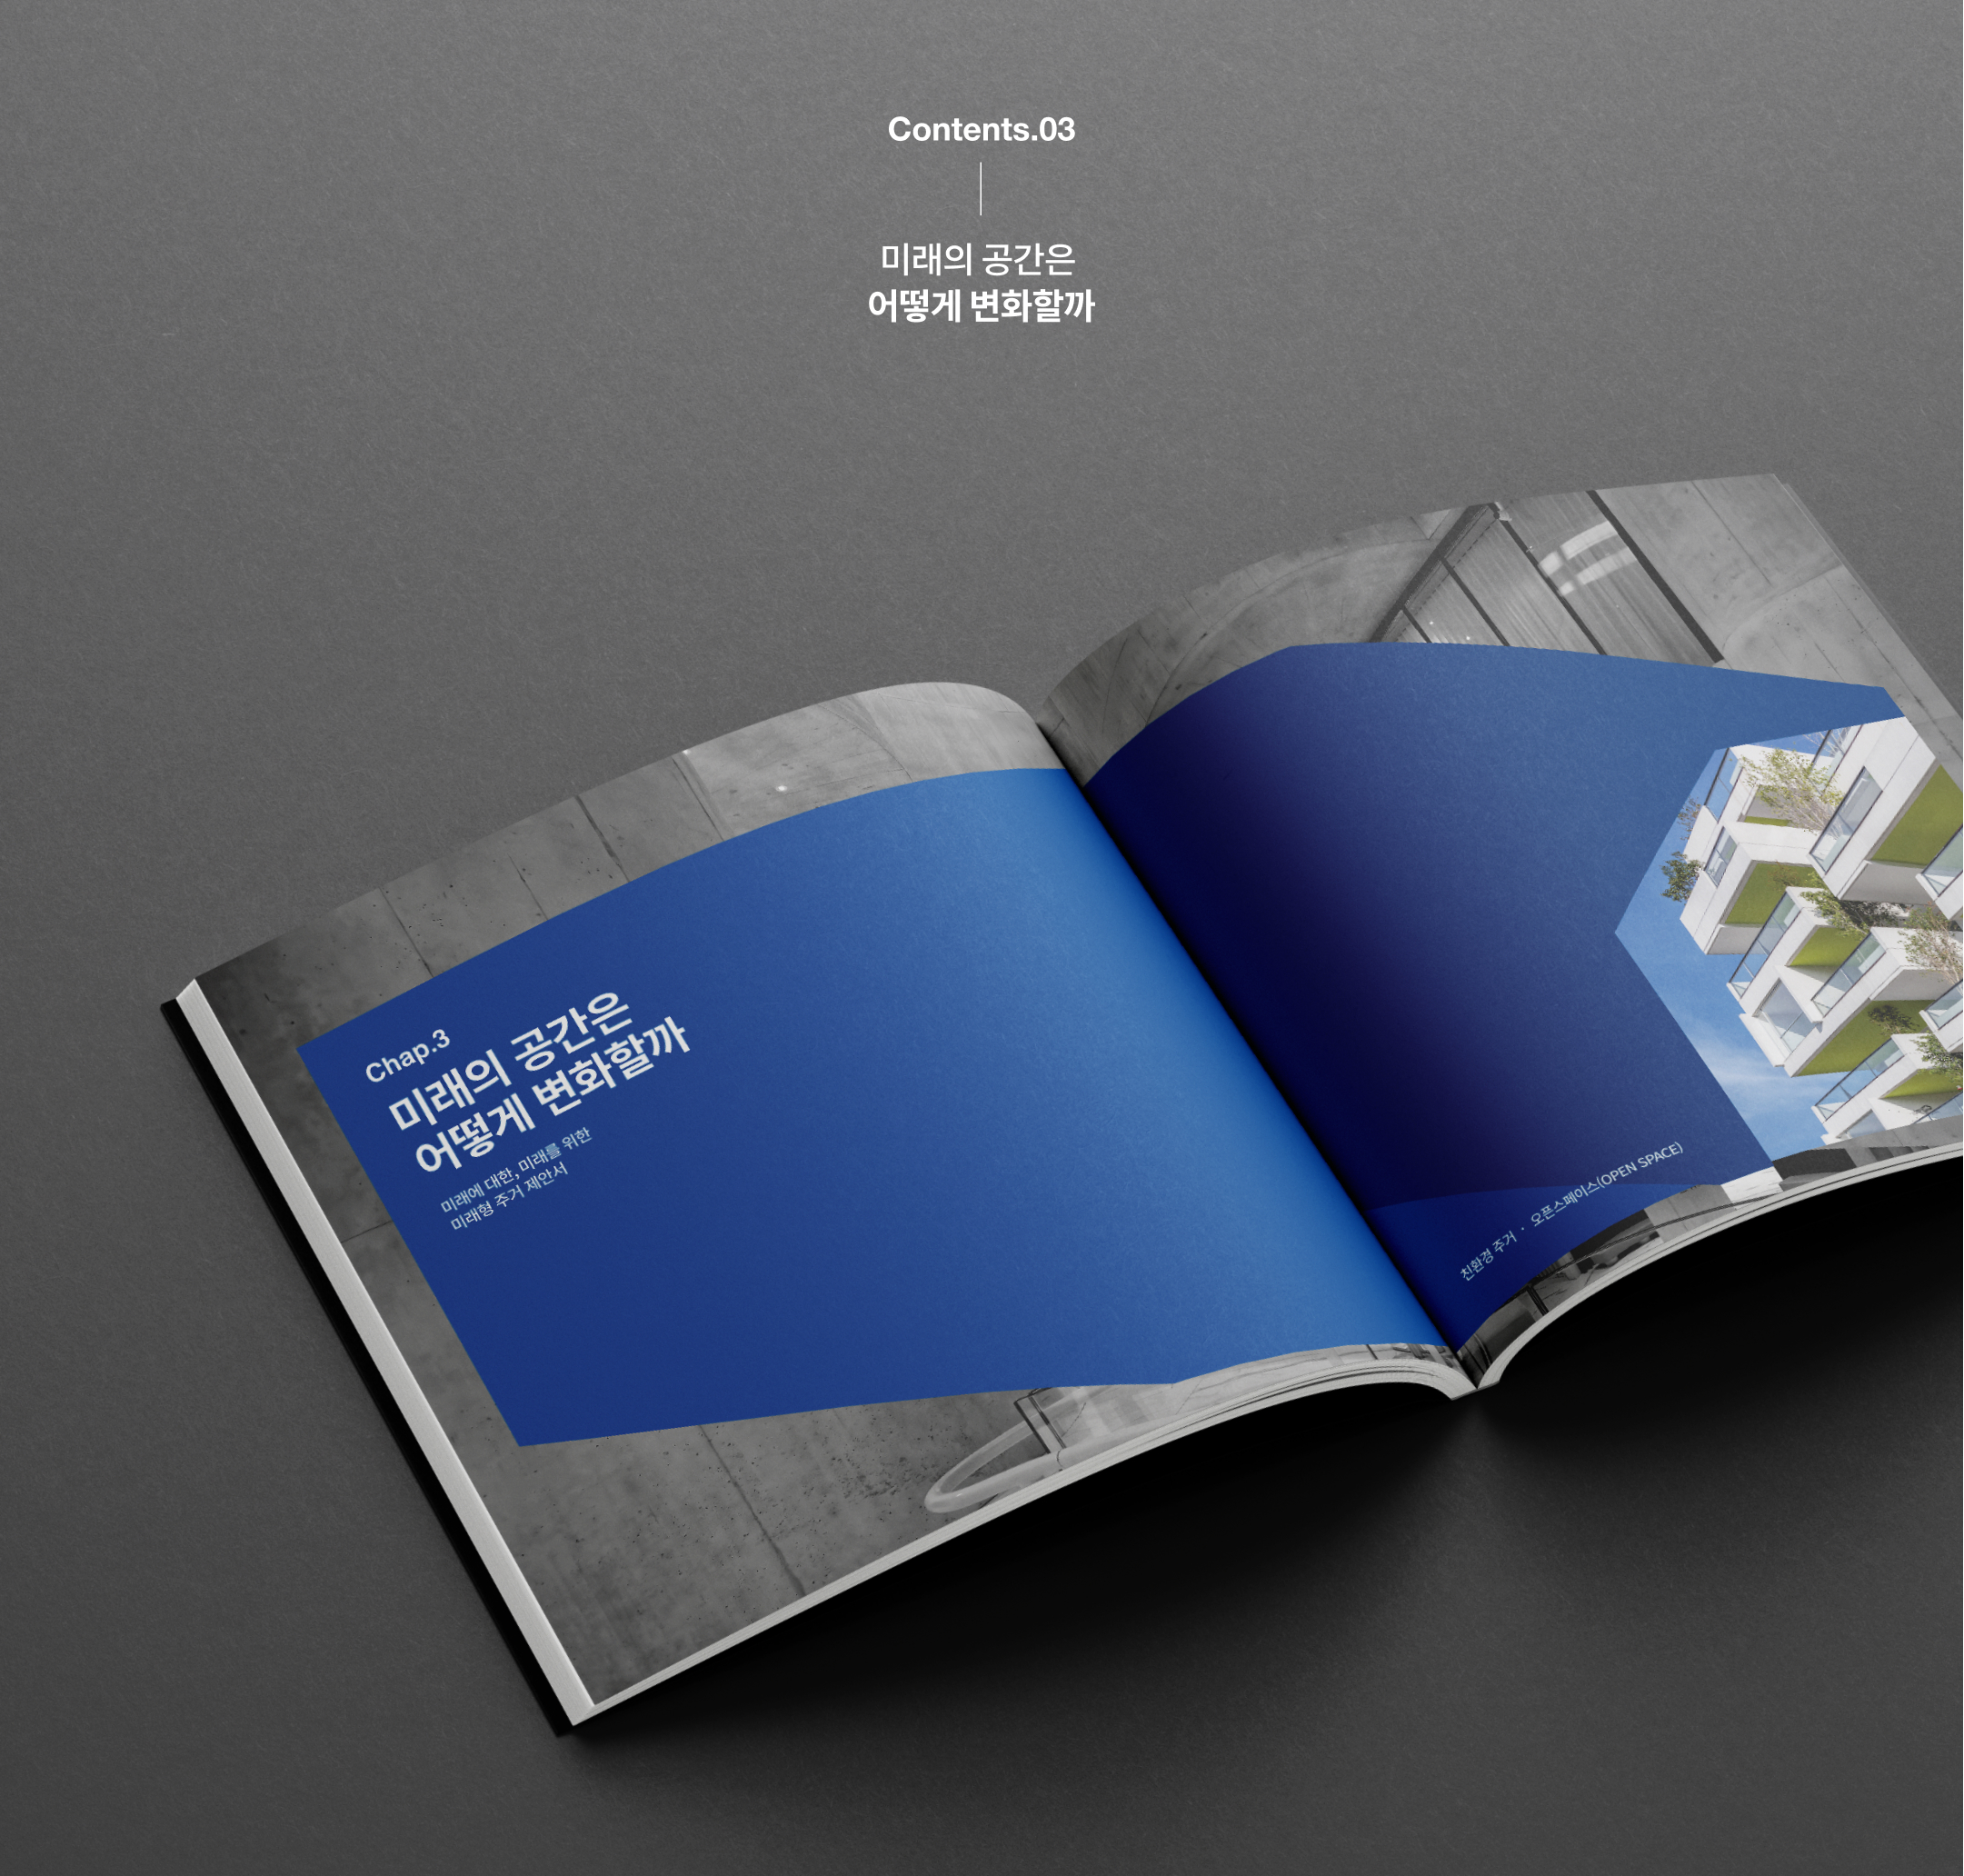 Contents.03
미래의 공간은
어떻게 변화할까
Chap.3
미래의 공간은
어떻게 변화할까
미래에 대한, 미래를 위한
미래형 주거 제안서
친환경 주거 · 오픈스페이스(OPEN SPACE)